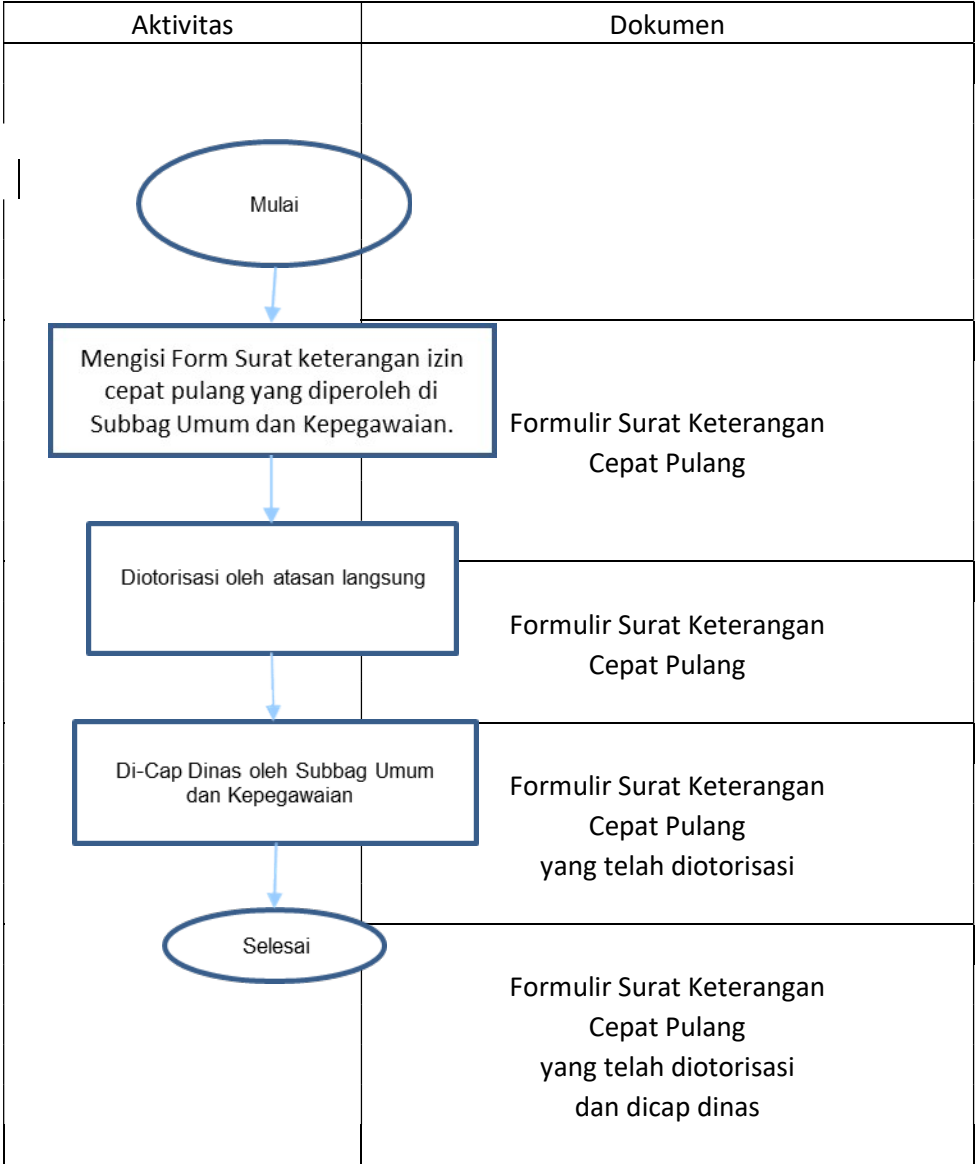 Aktivitas
Dokumen
Mulai
Mengisi Form Surat keterangan izin
cepat pulang yang diperoleh di
Subbag Umum dan Kepegawaian.
Formulir Surat Keterangan
Cepat Pulang
Diotorisasi oleh atasan langsung
Formulir Surat Keterangan
Cepat Pulang
Di-Cap Dinas oleh Subbag Umum
dan Kepegawaian
Formulir Surat Keterangan
Cepat Pulang
yang telah diotorisasi
Selesai
Formulir Surat Keterangan
Cepat Pulang
yang telah diotorisasi
dan dicap dinas